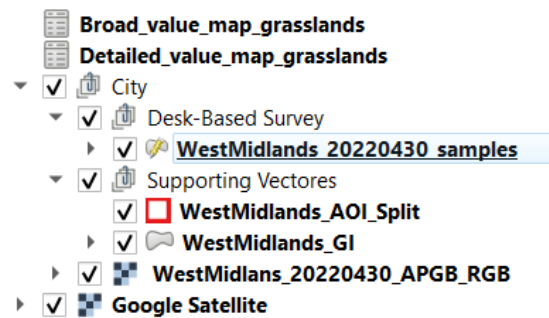 Broad_value_map_grasslands
Detailed_value_map_grasslands
City
Desk-Based Survey
WestMidlands_20220430_samples
Supporting Vectores
WestMidlands_AOI_Split
WestMidlands_GI
WestMidlans_20220430_APGB_RGB
Google Satellite